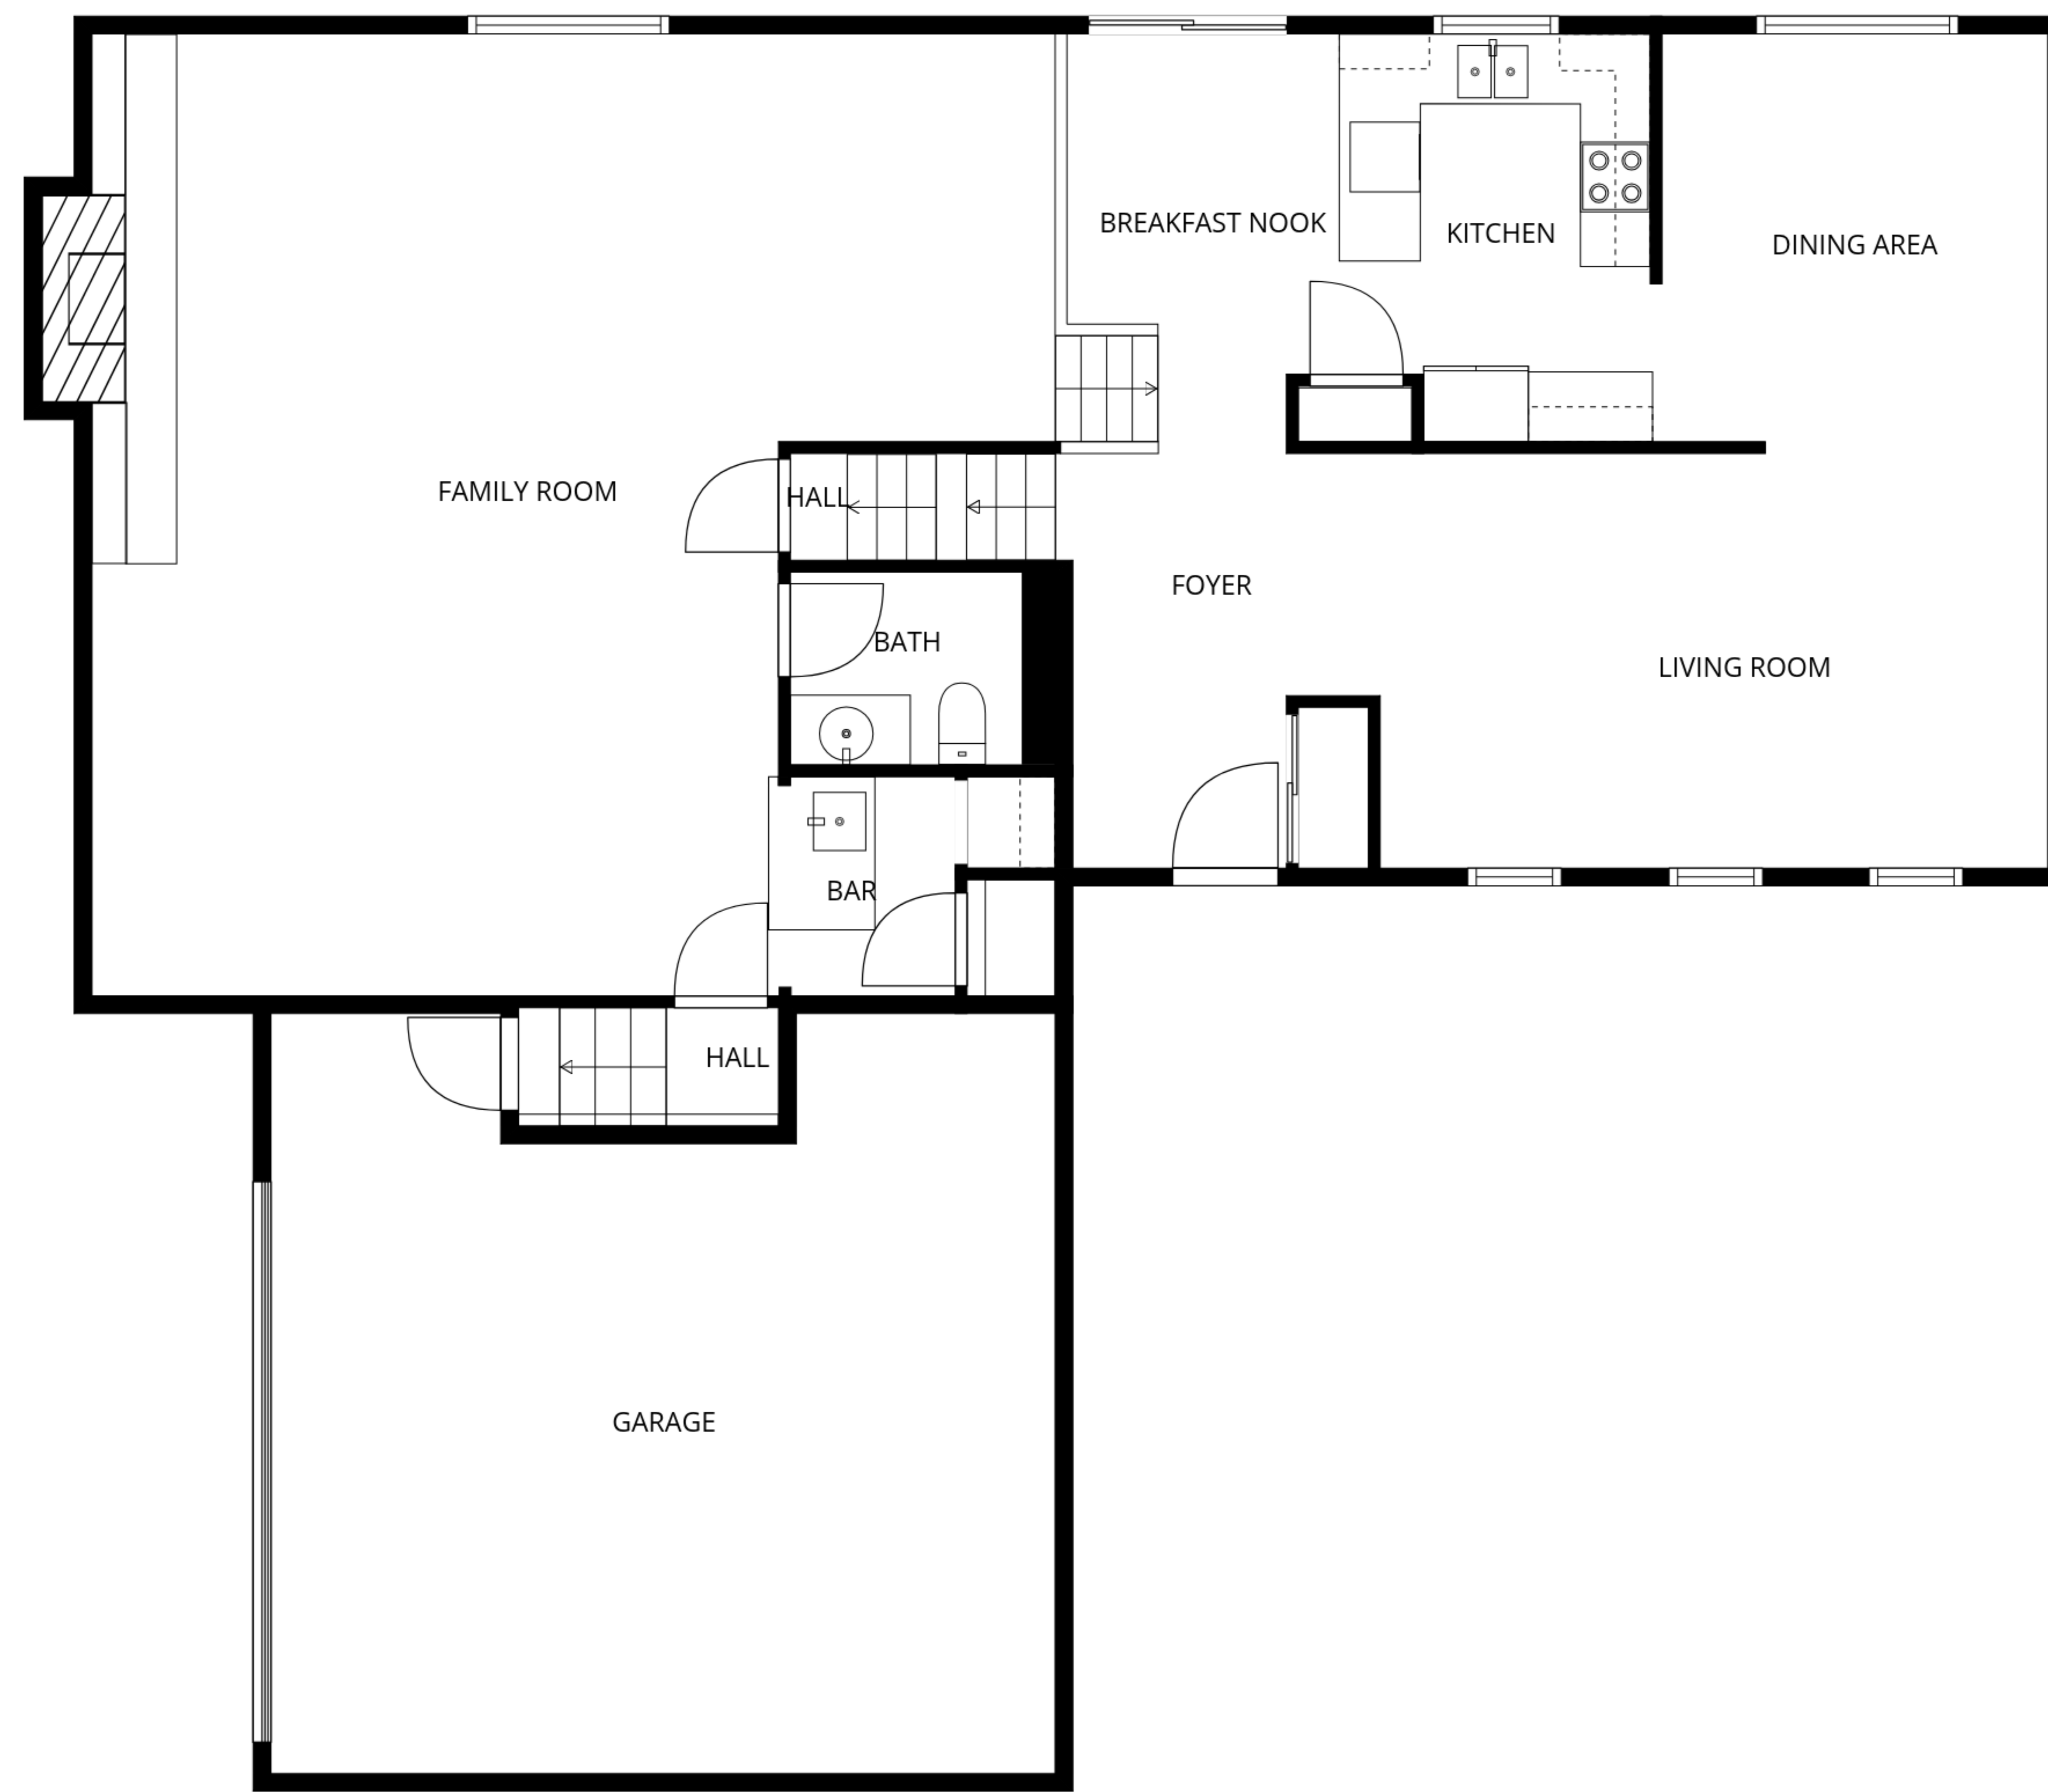 BREAKFAST NOOK
KITCHEN
DINING AREA
FAMILY ROOM
HALL
FOYER
BATH
LIVING ROOM
BAR
HALL
GARAGE